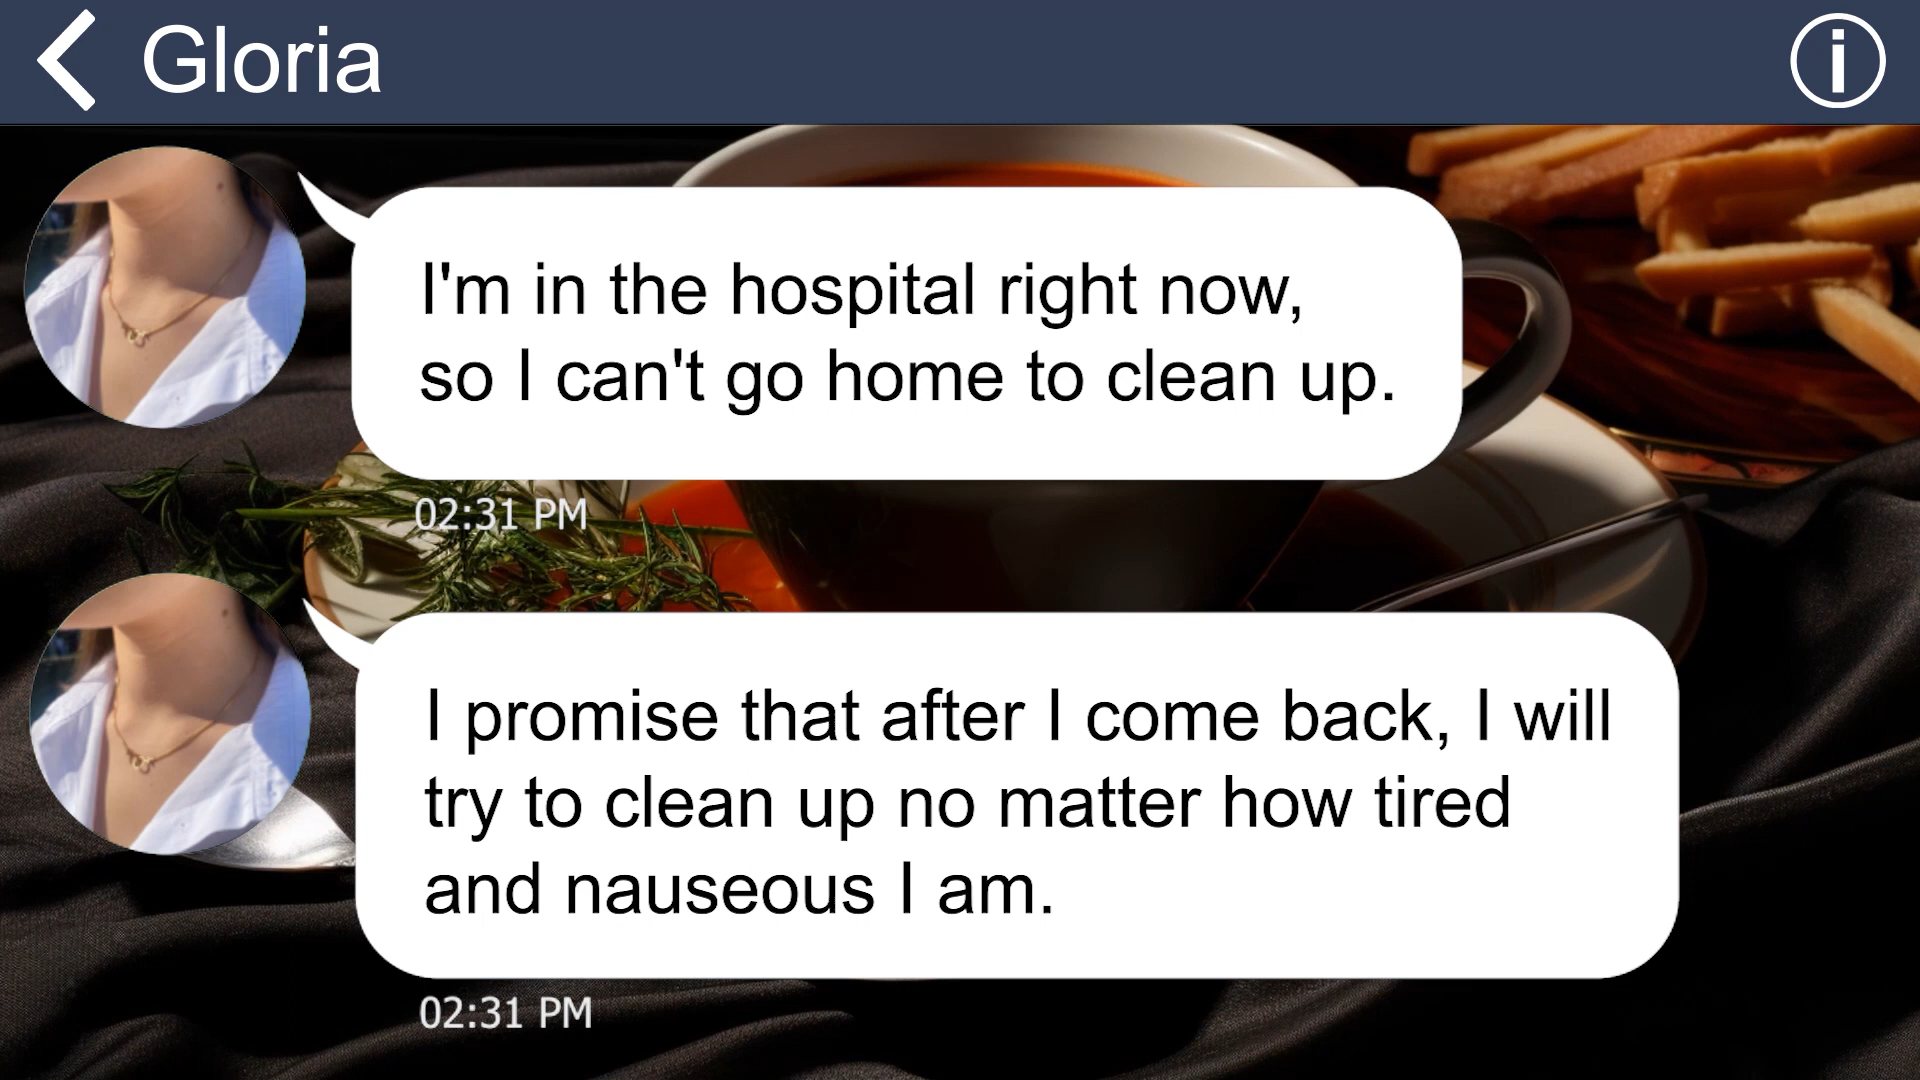 Gloria
I'm in the hospital right now,
so I can't go home to clean up.
02:31 PM
I promise that after I come back, I will
try to clean up no matter how tired
and nauseous I am.
02:31 PM